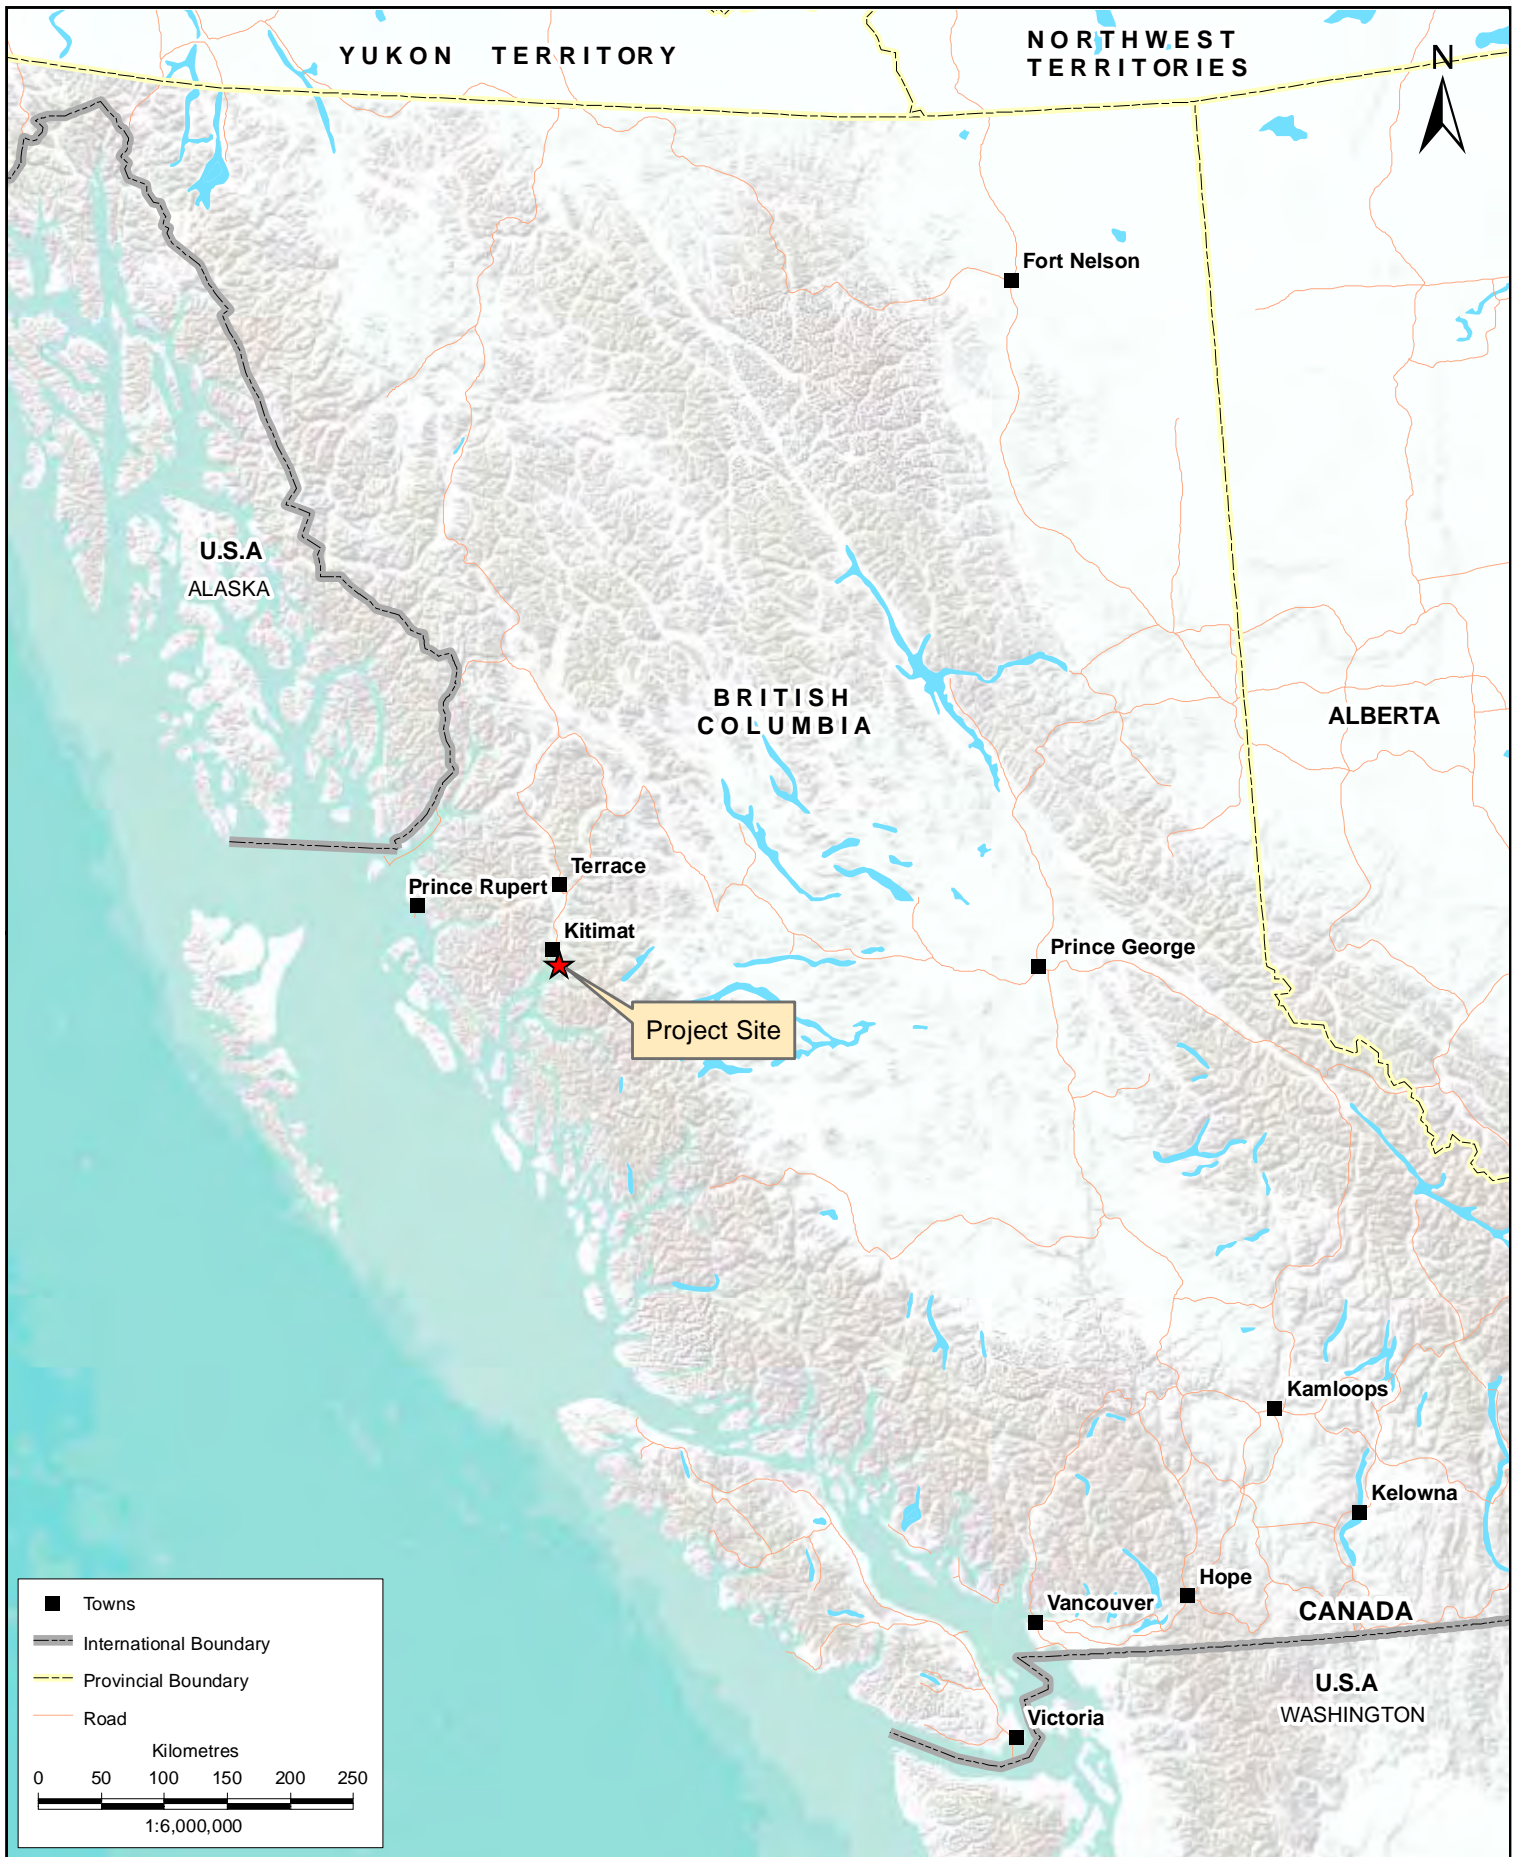 YUKON TERRITORY
NORTHWEST
TERRITORIES
N
Fort Nelson
U.S.A
ALASKA
BRITISH
COLUMBIA
ALBERTA
Terrace
Prince Rupert
Kitimat
Prince George
Project Site
Kamloops
Kelowna
Hope
Vancouver
CANADA
U.S.A
WASHINGTON
Victoria
Towns
International Boundary
Provincial Boundary
Road
Kilometres
0 50 100 150 200 250
1:6,000,000